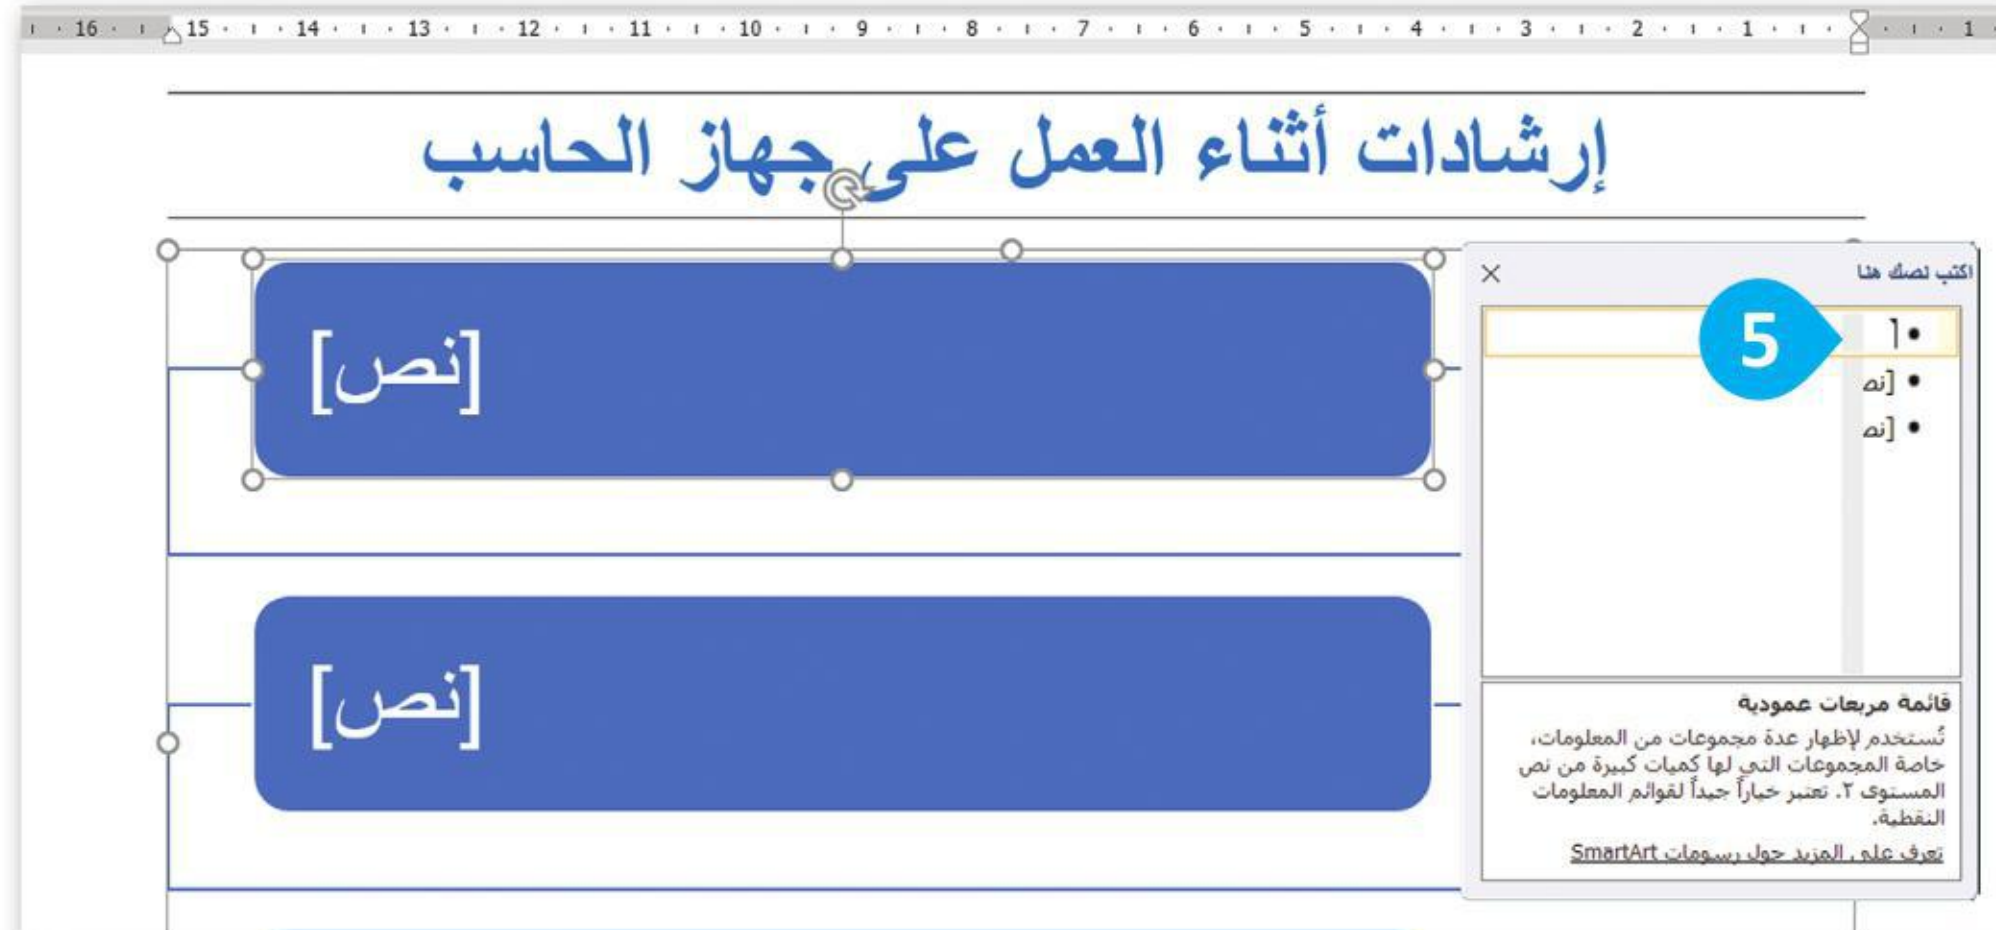 16 15 14 13 12 11 10 9 8 7 6 5 4 3 2 1 1
إرشادات أثناء العمل على جهاز الحاسب
اكتب نصك هنا
5
[نص]
[نص
[نص
[نص]
قائمة مربعات عمودية
تُستخدم لإظهار عدة مجموعات من المعلومات،
خاصة المجموعات التي لها كميات كبيرة من نص
المستوى ٢. تعتبر خياراً جيداً لقوائم المعلومات
النقطية.
تعرف على المزيد حول رسومات SmartArt